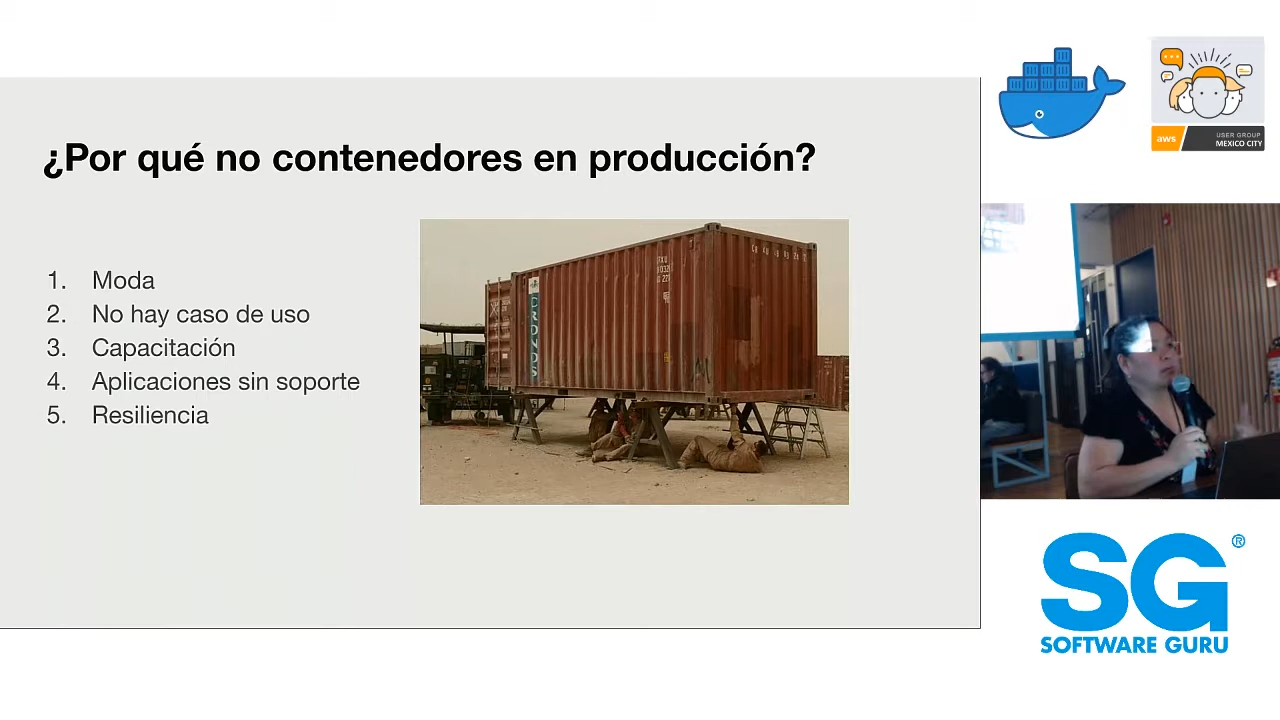 ¿Por qué no contenedores en producción?
1. Moda
2. No hay caso de uso
3. Capacitación
4. Aplicaciones sin soporte
5. Resiliencia
CRONOS
aws
USER GROUP
MEXICO CITY
SG®
SOFTWARE GURU